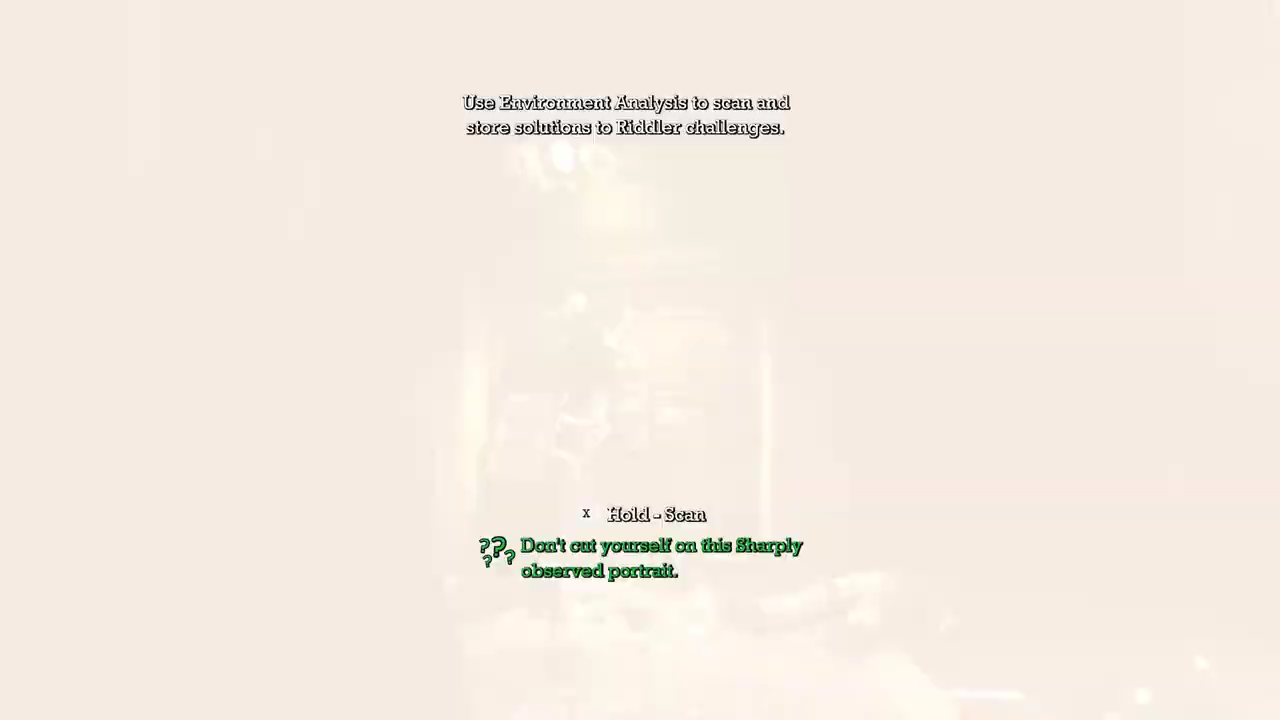 Use Environment Analysis to scan and
store solutions to Riddler challenges.
x Hold - Scan
???? Don't cut yourself on this Sharply
observed portrait.